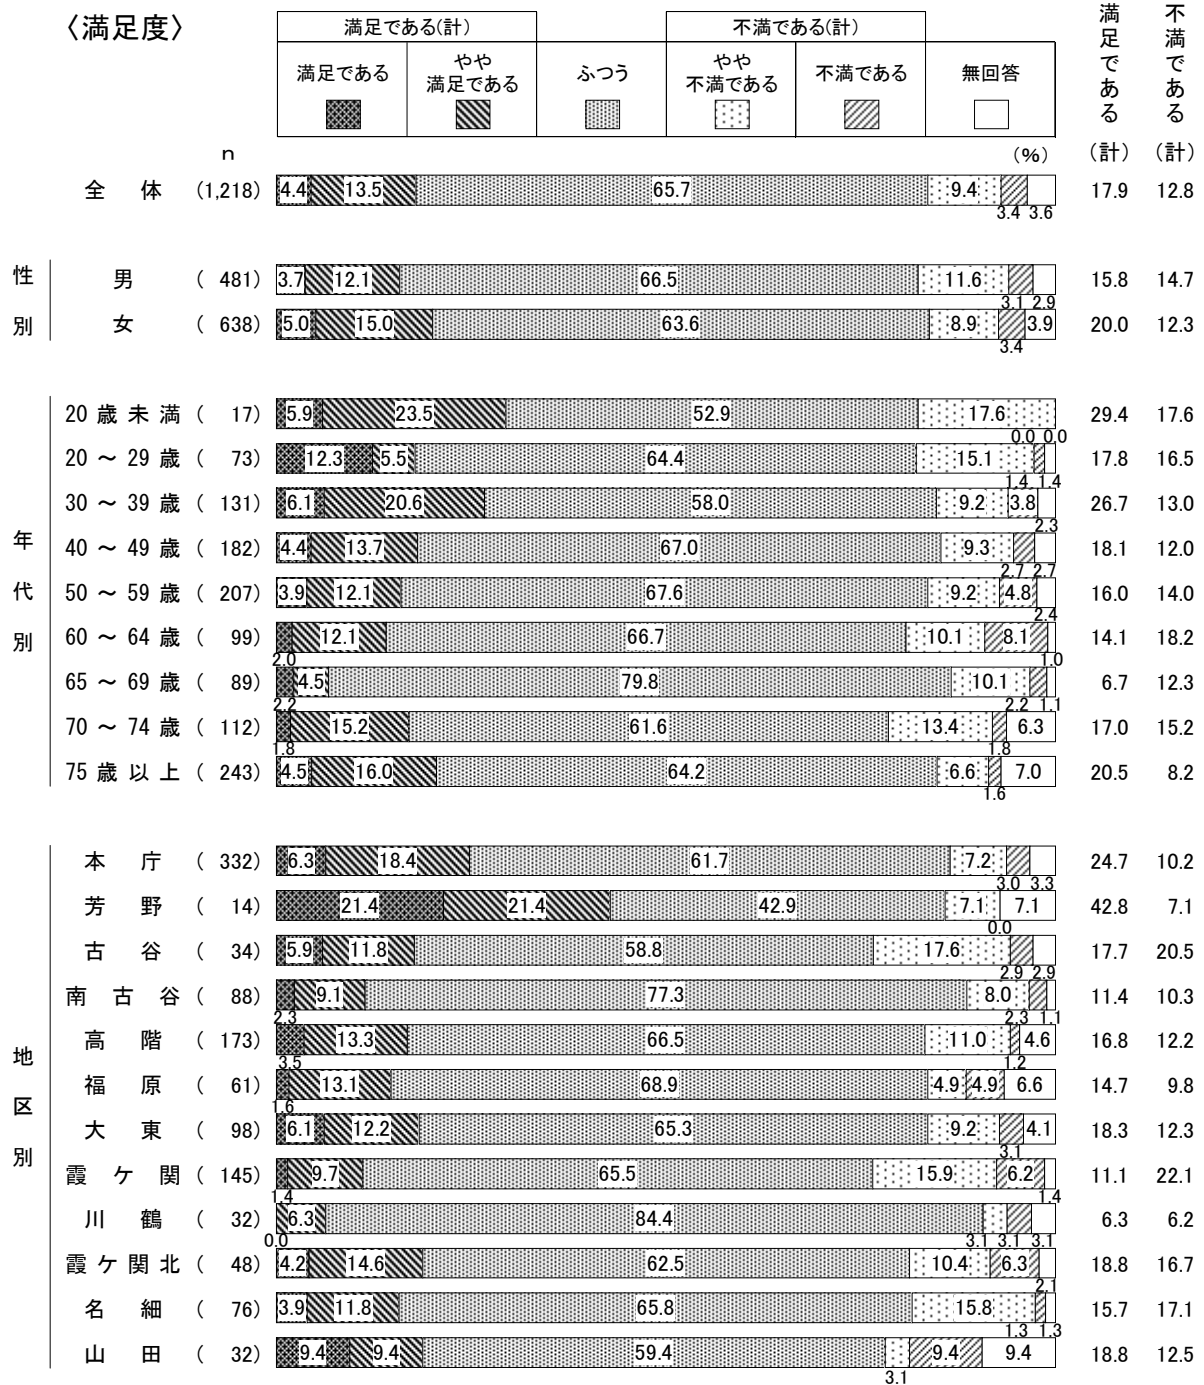 〈満足度〉
満足である(計) 不満である(計)
満足である やや満足である ふつう やや不満である 不満である 無回答
満足である(計) 不満である(計)
n (%)
全体 (1,218) 4.4 13.5 65.7 9.4 3.4 3.6 17.9 12.8
性別
男 ( 481) 3.7 12.1 66.5 11.6 3.1 2.9 15.8 14.7
女 ( 638) 5.0 15.0 63.6 8.9 3.4 3.9 20.0 12.3
年代別
20歳未満 ( 17) 5.9 23.5 52.9 17.6 0.0 0.0 29.4 17.6
20～29歳 ( 73) 12.3 5.5 64.4 15.1 1.4 1.4 17.8 16.5
30～39歳 ( 131) 6.1 20.6 58.0 9.2 3.8 2.3 26.7 13.0
40～49歳 ( 182) 4.4 13.7 67.0 9.3 2.7 2.7 18.1 12.0
50～59歳 ( 207) 3.9 12.1 67.6 9.2 4.8 2.4 16.0 14.0
60～64歳 ( 99) 2.0 12.1 66.7 10.1 8.1 1.0 14.1 18.2
65～69歳 ( 89) 2.2 4.5 79.8 10.1 2.2 1.1 6.7 12.3
70～74歳 ( 112) 1.8 15.2 61.6 13.4 1.8 6.3 17.0 15.2
75歳以上 ( 243) 4.5 16.0 64.2 6.6 1.6 7.0 20.5 8.2
地区別
本庁 ( 332) 6.3 18.4 61.7 7.2 3.0 3.3 24.7 10.2
芳野 ( 14) 21.4 21.4 42.9 7.1 0.0 7.1 42.8 7.1
古谷 ( 34) 5.9 11.8 58.8 17.6 2.9 2.9 17.7 20.5
南古谷 ( 88) 2.3 9.1 77.3 8.0 2.3 1.1 11.4 10.3
高階 ( 173) 3.5 13.3 66.5 11.0 1.2 4.6 16.8 12.2
福原 ( 61) 1.6 13.1 68.9 4.9 4.9 6.6 14.7 9.8
大東 ( 98) 6.1 12.2 65.3 9.2 3.1 4.1 18.3 12.3
霞ケ関 ( 145) 1.4 9.7 65.5 15.9 6.2 1.4 11.1 22.1
川鶴 ( 32) 0.0 6.3 84.4 3.1 3.1 3.1 6.3 6.2
霞ケ関北 ( 48) 4.2 14.6 62.5 10.4 6.3 2.1 18.8 16.7
名細 ( 76) 3.9 11.8 65.8 15.8 1.3 1.3 15.7 17.1
山田 ( 32) 9.4 9.4 59.4 3.1 9.4 9.4 18.8 12.5